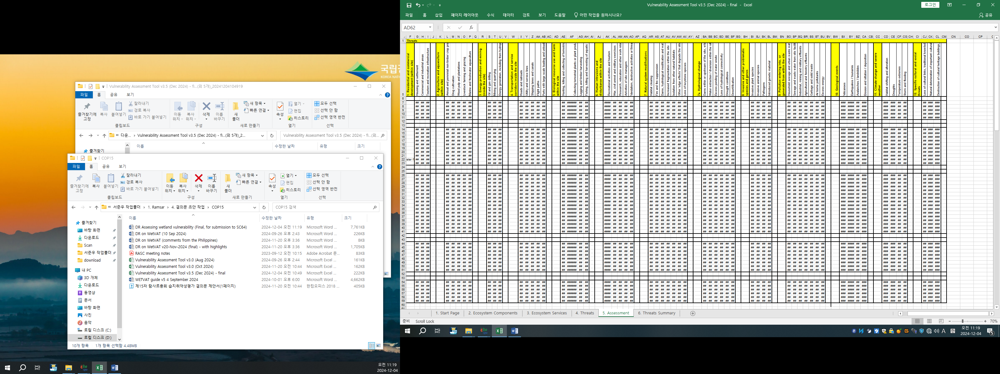 국립공
KOREA NATIO
Vulnerability Assessment Tool v3.5 (Dec 2024) - fi...(외 5개)_20241204104919
파일 홈 공유 보기
즐겨찾기에 고정
복사
붙여넣기
잘라내기
경로 복사
바로 가기 붙여넣기
클립보드
이동 위치
복사 위치
삭제
이름 바꾸기
구성
새 폴더
새 항목
빠른 연결
새로 만들기
속성
열기
편집
히스토리
열기
모두 선택
선택 안 함
선택 영역 반전
선택
« 다운... › Vulnerability Assessment Tool v3.5 (Dec 2024) - fi...(외 5개)_2...
Vulnerability Assessment Tool v3.5 (Dec 2024) - fi...(외...
이름 수정한 날짜 유형 크기
즐겨찾기
COP15
파일 홈 공유 보기
즐겨찾기에 고정
복사
붙여넣기
잘라내기
경로 복사
바로 가기 붙여넣기
클립보드
이동 위치
복사 위치
삭제
이름 바꾸기
구성
새 폴더
새 항목
빠른 연결
새로 만들기
속성
열기
편집
히스토리
열기
모두 선택
선택 안 함
선택 영역 반전
선택
« 서준우 작업폴더 › 1. Ramsar › 4. 결의문 초안 작업 › COP15
COP15 검색
이름 수정한 날짜 유형 크기
즐겨찾기
바탕 화면
다운로드
Scan
서준우 작업폴더
download
내 PC
3D 개체
다운로드
동영상
문서
바탕 화면
사진
음악
로컬 디스크 (C:)
로컬 디스크 (D:)
DR Assessing wetland vulnerability (Final, for submission to SC64) 2024-12-04 오전 11:19 Microsoft Word ... 7,761KB
DR on WetVAT (10 Sep 2024) 2024-09-26 오후 2:43 Microsoft Word ... 226KB
DR on WetVAT (comments from the Philippines) 2024-11-20 오후 3:36 Microsoft Word ... 8KB
DR on WetVAT v20-Nov-2024 (final) - with highlights 2024-11-20 오후 3:36 Microsoft Word ... 1,705KB
RASC meeting notes 2023-09-12 오전 10:15 Adobe Acrobat 문... 83KB
Vulnerability Assessment Tool v3.0 (Aug 2024) 2024-09-26 오후 2:44 Microsoft Excel ... 161KB
Vulnerability Assessment Tool v3.0 (Oct 2024) 2024-11-20 오전 10:44 Microsoft Excel ... 162KB
Vulnerability Assessment Tool v3.5 (Dec 2024) - final 2024-12-04 오전 10:49 Microsoft Excel ... 222KB
WETVAT guide v5 4 September 2024 2024-10-01 오후 6:00 Microsoft Word ... 4,662KB
제15차 람사르총회 습지취약성평가 결의문 제안서(1페이지) 2024-11-20 오전 10:44 한컴오피스 2018 ... 405KB
10개 항목 1개 항목 선택함 4.48MB
오전 11:19
2024-12-04
Vulnerability Assessment Tool v3.5 (Dec 2024) - final - Excel
로그인
파일 홈 삽입 페이지 레이아웃 수식 데이터 검토 보기 도움말 어떤 작업을 원하시나요?
공유
AD62
fx
Threats
1. Residential and commercial development (within site)
Housing and settlement
Commercial and industrial areas
Tourism and recreation infrastructure
2. Agriculture and aquaculture (within site)
Annual and perennial non-timber crop pro
Drug cultivation
Wood pulp and plantations
Livestock farming and grazing
Marine and freshwater aquaculture
3. Energy production and mining (inside the site)
Oil and gas drilling
Mining and quarrying
Energy generation, including from hydrop
4. Transportation and service corridors inside the site
Roads and railroads
Utility and service lines
Shipping lanes and canals
Flight paths
Ports with large scale loading and unload
5. Biological resource use and harm within the site
Hunting, killing and collecting of terrestri
Collecting terrestrial plants or plant produ
Logging and timber harvesting
Fishing, killing and harvesting of aquatic
6. Human intrusions and disturbance within the site
Recreational activities and tourism
War, civil unrest and military exercises
Research, education and other work-rela
Activities of site managers
Vandalism, destructive activities or threa
7. Natural system modifications
Habitat clearing
Fire and fire suppression
Dams, hydrological modification and wat
Increased fragmentation within the site
Isolation from other natural habitats
Other 'edge effects' that degrade the site
Loss of keystone species
7a. Hydrological change
Dams within or upstream of the site, whi
Water extraction / diversion within the sit
Excess ponding of water onsite
Loss of hydrological connectivity
Drought conditions
Desertification
8. Invasive and other problematic species and genes
Invasive plant species
Invasive animal species
Pathogens
Introduced genetic material
9. Pollution entering into, or generated from within the site
Household sewage and urban waste wat
Sewage and waste water from site facilit
Industrial, mining and military effluents
Agricultural and forestry effluents
Garbage and solid waste
Air-borne pollutants
Excess energy
10. Geological events
Volcanoes
Earthquakes / tsunamis
Avalanches / landslides
Erosion and siltation / deposition
11. Climate change and severe weather
Habitat shifting and alteration
Droughts
Temperature extremes
Storm and flooding
12. Specific cultural and social threats
Loss of cultural links, traditional knowled
Natural deterioration of important cultural
Destruction of cultural heritage buildings,
1. Start Page 2. Ecosystem Components 3. Ecosystem Services 4. Threats 5. Assessment 6. Threats Summary
준비 Scroll Lock
70%
오전 11:19
2024-12-04